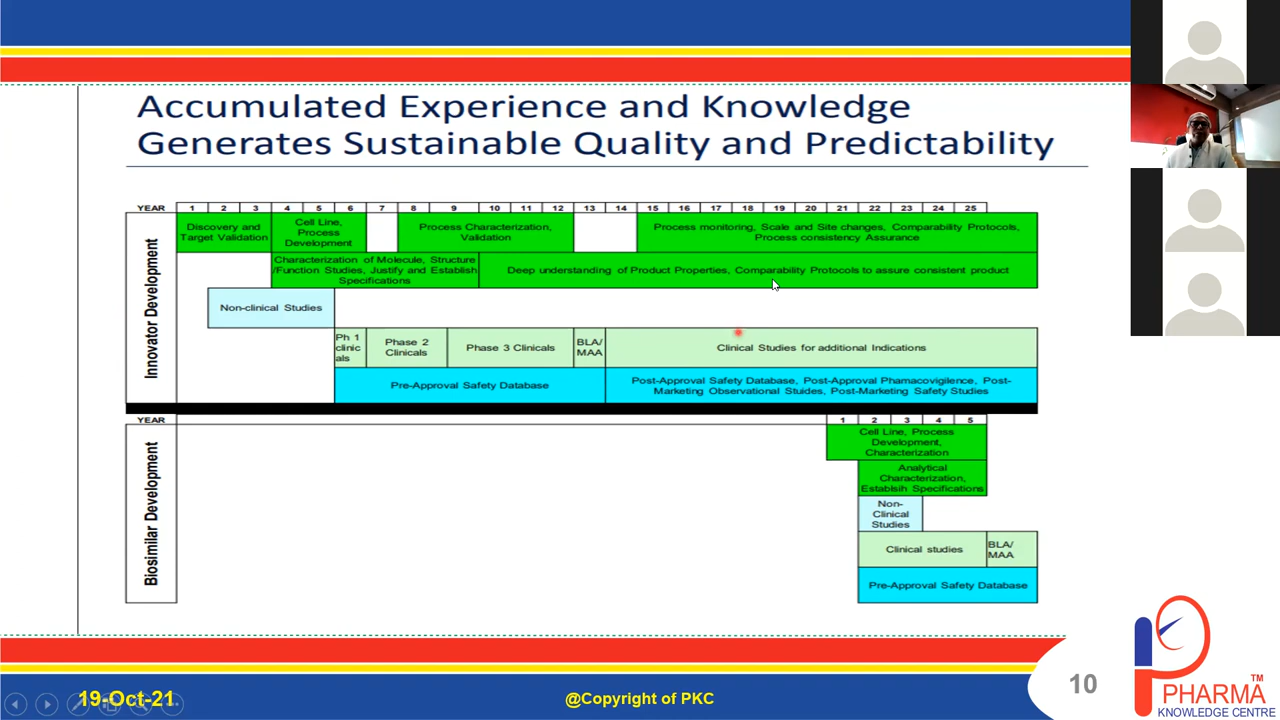 Accumulated Experience and Knowledge
Generates Sustainable Quality and Predictability
YEAR 1 2 3 4 5 6 7 8 9 10 11 12 13 14 15 16 17 18 19 20 21 22 23 24 25
Innovator Development
Discovery and
Target Validation
Cell Line,
Process
Development
Process Characterization,
Validation
Process monitoring, Scale and Site changes, Comparability Protocols,
Process consistency Assurance
Characterization of Molecule, Structure
/Function Studies, Justify and Establish
Specifications
Deep understanding of Product Properties, Comparability Protocols to assure consistent product
Non-clinical Studies
Ph 1
clinic
als
Phase 2
Clinicals
Phase 3 Clinicals
BLA/
MAA
Clinical Studies for additional Indications
Pre-Approval Safety Database
Post-Approval Safety Database, Post-Approval Phamacovigilence, Post-
Marketing Observational Stuides, Post-Marketing Safety Studies
YEAR 1 2 3 4 5
Biosimilar Development
Cell Line, Process
Development,
Characterization
Analytical
Characterization,
Estabisih Specifications
Non-
Clinical
Studies
Clinical studies
BLA/
MAA
Pre-Approval Safety Database
19-Oct-21
@Copyright of PKC
10
TM
PHARMA
KNOWLEDGE CENTRE